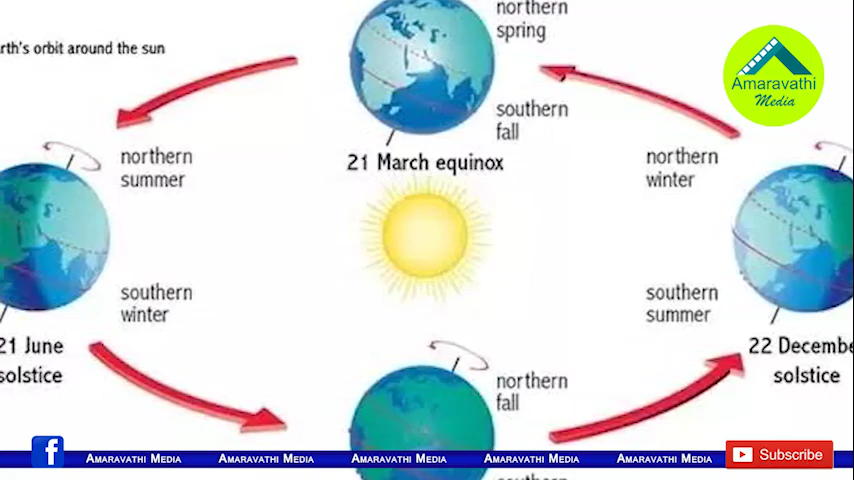 northern
spring
rth's orbit around the sun
Amaravathi
Media
southern
fall
21 March equinox
northern
summer
northern
winter
southern
winter
southern
summer
21 June
solstice
22 Decembe
solstice
northern
fall
f
AMARAVATHI MEDIA
AMARAVATHI MEDIA
AMARAVATHI MEDIA
AMARAVATHI MEDIA
AMARAVATHI MEDIA
Subscribe